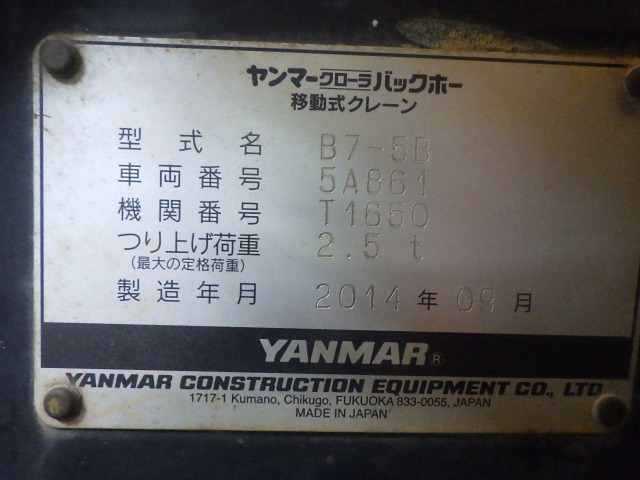 ヤンマークローラバックホー
移動式クレーン
型式名 B7-5B
車両番号 5A861
機関番号 T1650
つり上げ荷重 2.5 t
(最大の定格荷重)
製造年月 2014年09月
YANMAR®
YANMAR CONSTRUCTION EQUIPMENT CO., LTD
1717-1 Kumano, Chikugo, FUKUOKA 833-0055, JAPAN
MADE IN JAPAN